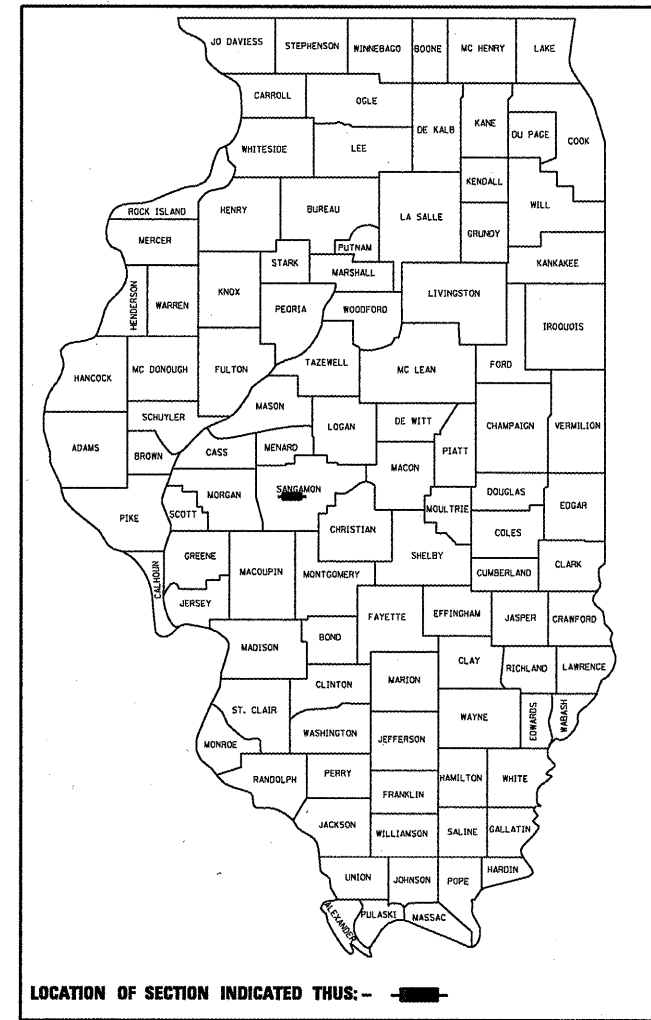 JO DAVIESS STEPHENSON WINNEBAGO BOONE MC HENRY LAKE
CARROLL OGLE DE KALB KANE DU PAGE COOK
WHITESIDE LEE
KENDALL
ROCK ISLAND HENRY BUREAU LA SALLE WILL
GRUNDY
MERCER PUTNAM
STARK MARSHALL KANKAKEE
HENDERSON WARREN KNOX PEORIA WOODFORD LIVINGSTON
IROQUOIS
HANCOCK MC DONOUGH FULTON TAZEWELL MC LEAN FORD
MASON
SCHUYLER LOGAN DE WITT CHAMPAIGN VERMILION
ADAMS BROWN CASS MENARD PIATT
MACON
SANGAMON
PIKE SCOTT MORGAN CHRISTIAN MOULTRIE DOUGLAS EDGAR
COLES
GREENE SHELBY
CALHOUN MACOUPIN MONTGOMERY CUMBERLAND CLARK
JERSEY
FAYETTE EFFINGHAM JASPER CRAWFORD
MADISON BOND
CLAY RICHLAND LAWRENCE
CLINTON MARION
ST. CLAIR WAYNE EDWARDS WABASH
WASHINGTON JEFFERSON
MONROE
RANDOLPH PERRY HAMILTON WHITE
FRANKLIN
JACKSON WILLIAMSON SALINE GALLATIN
UNION JOHNSON POPE HARDIN
ALEXANDER PULASKI MASSAC
LOCATION OF SECTION INDICATED THUS: -